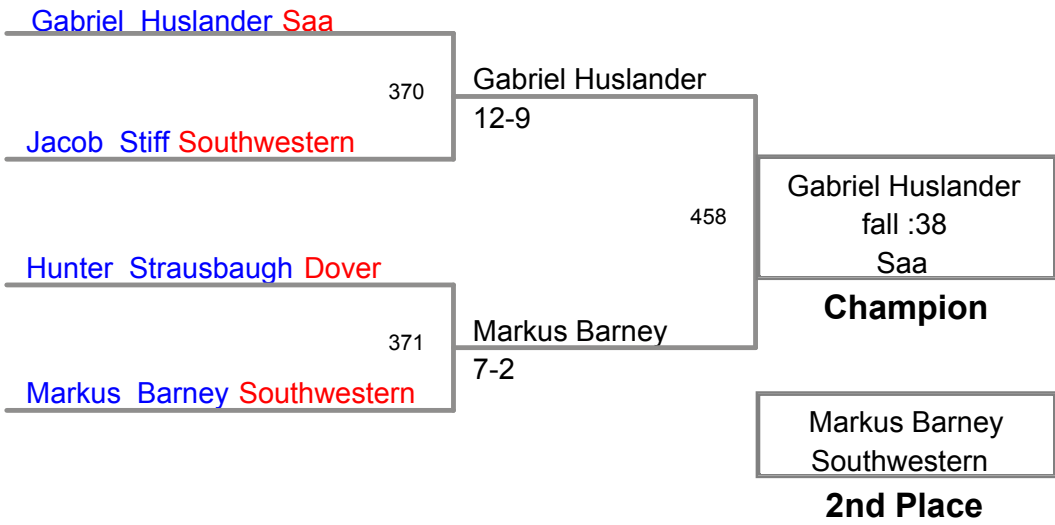 Gabriel Huslander Saa
370
Gabriel Huslander
12-9
Jacob Stiff Southwestern
458
Gabriel Huslander
fall :38
Saa
Champion
Hunter Strausbaugh Dover
371
Markus Barney
7-2
Markus Barney Southwestern
Markus Barney
Southwestern
2nd Place